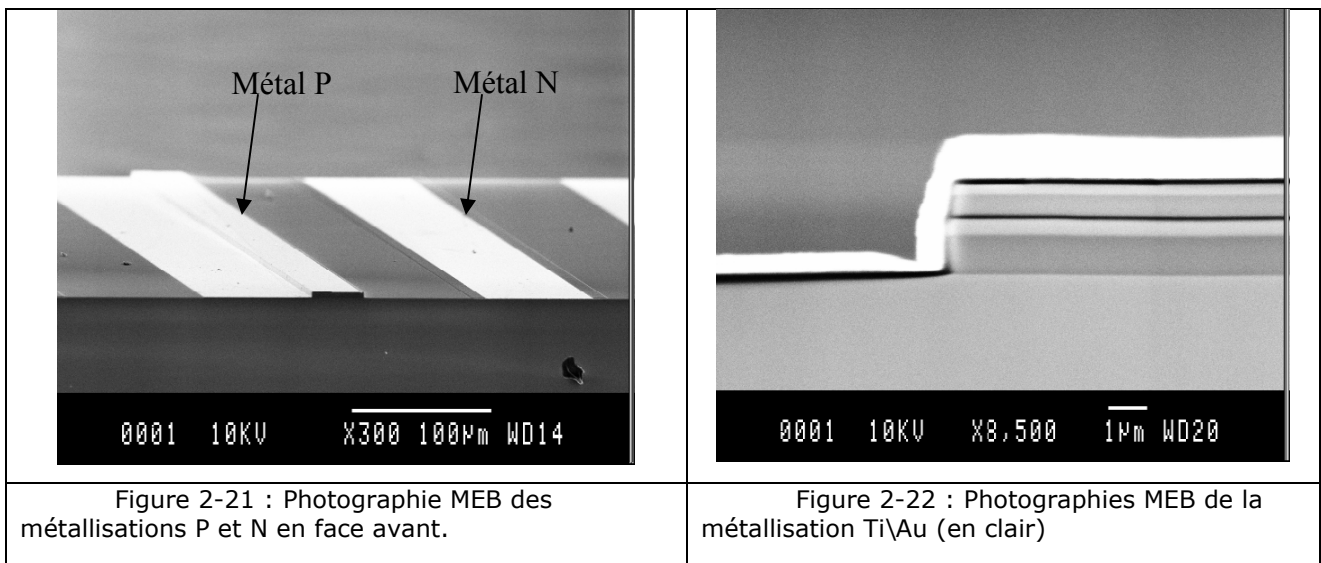 Métal P
Métal N
0001 10KV X300 100µm WD14
0001 10KV X8,500 1µm WD20
Figure 2-21 : Photographie MEB des
métallisations P et N en face avant.
Figure 2-22 : Photographies MEB de la
métallisation Ti\Au (en clair)